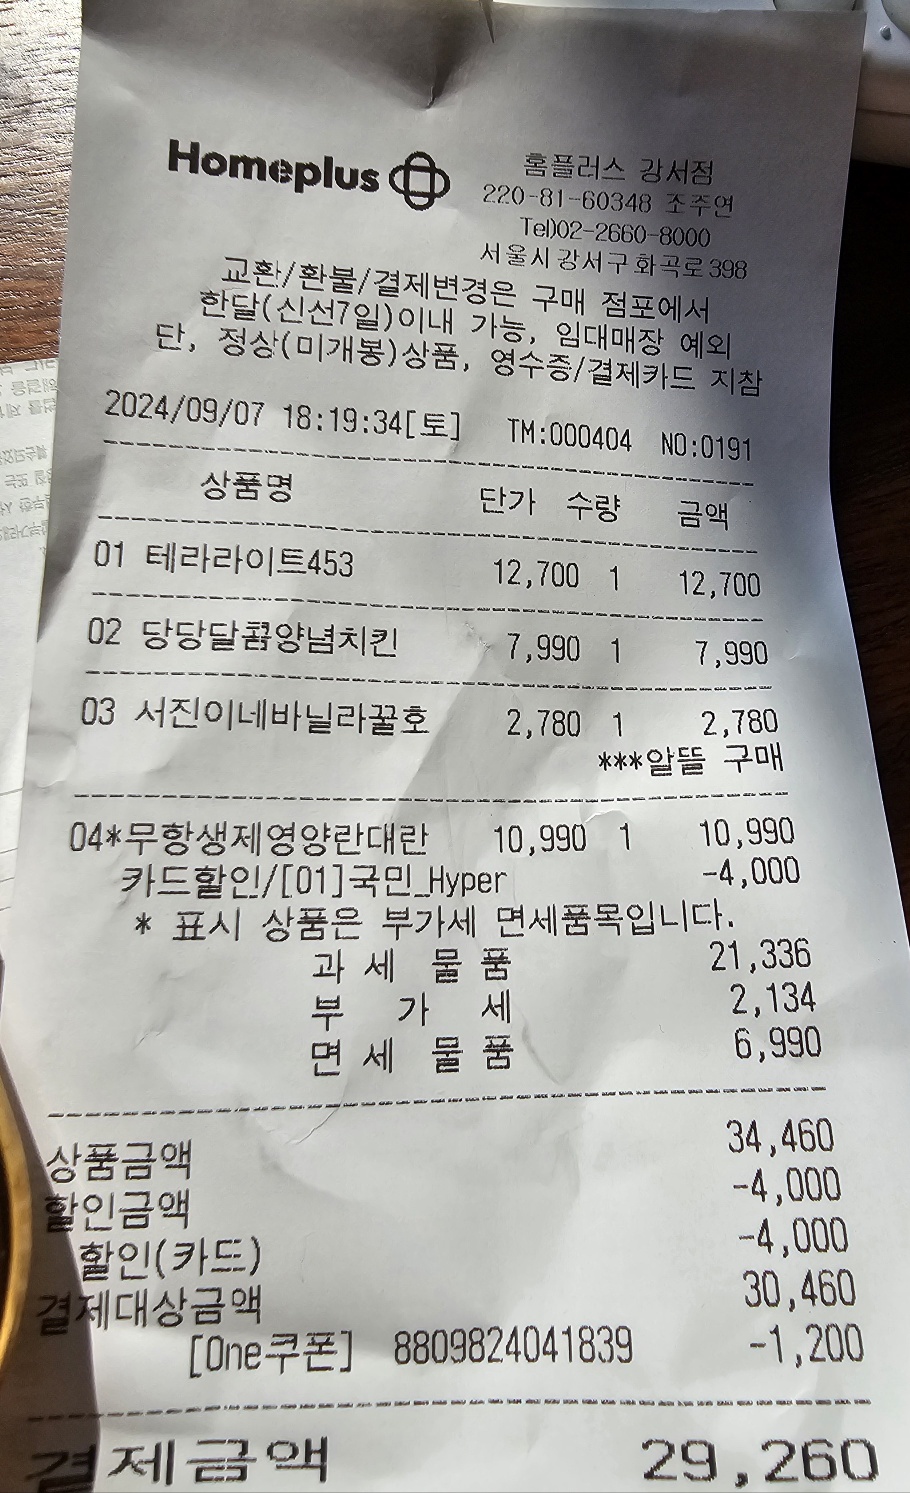 Homeplus
홈플러스 강서점
220-81-60348 조주연
Tel)02-2660-8000
서울시 강서구 화곡로 398
교환/환불/결제변경은 구매 점포에서
한달(신선7일)이내 가능, 임대매장 예외
단, 정상(미개봉)상품, 영수증/결제카드 지참
2024/09/07 18:19:34[토] TM:000404 NO:0191
상품명 단가 수량 금액
01 테라라이트453 12,700 1 12,700
02 당당달콤양념치킨 7,990 1 7,990
03 서진이네바닐라꿀호 2,780 1 2,780
***알뜰 구매
04*무항생제영양란대란 10,990 1 10,990
카드할인/[01]국민_Hyper -4,000
* 표시 상품은 부가세 면세품목입니다.
과 세 물 품 21,336
부 가 세 2,134
면 세 물 품 6,990
상품금액 34,460
할인금액 -4,000
할인(카드) -4,000
결제대상금액 30,460
[One쿠폰] 8809824041839 -1,200
결제금액 29,260